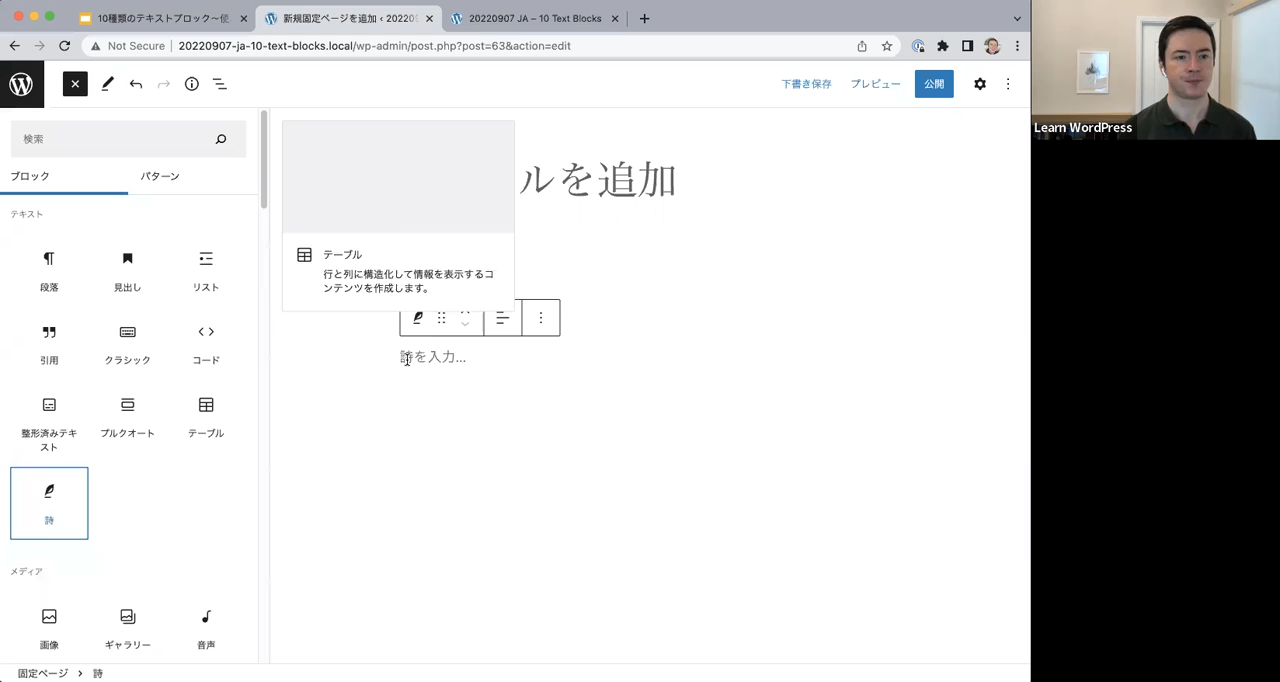 10種類のテキストブロック〜使
新規固定ページを追加 ‹ 20220
20220907 JA – 10 Text Blocks
Not Secure
20220907-ja-10-text-blocks.local/wp-admin/post.php?post=63&action=edit
下書き保存
プレビュー
公開
検索
ブロック
パターン
ルを追加
テキスト
段落
見出し
リスト
引用
クラシック
コード
整形済みテキ
スト
プルクオート
テーブル
詩
テーブル
行と列に構造化して情報を表示するコ
ンテンツを作成します。
詩を入力...
メディア
画像
ギャラリー
音声
固定ページ › 詩
Learn WordPress